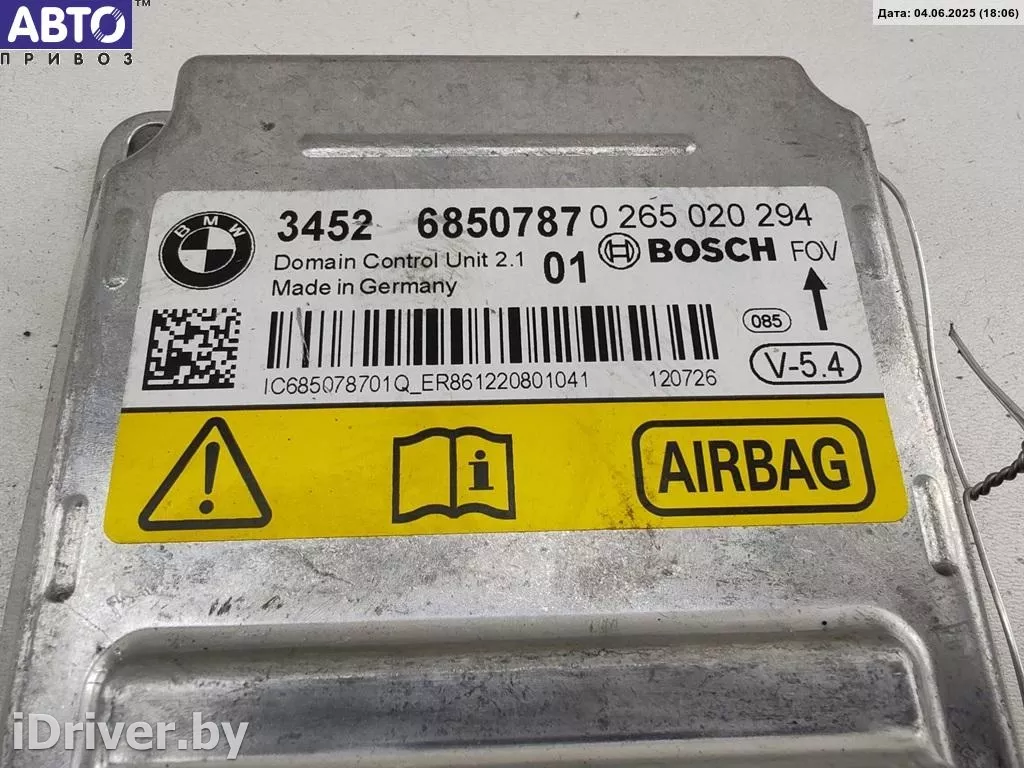 АВТО™
ПРИВОЗ
Дата: 04.06.2025 (18:06)
BMW
3452 6850787 0 265 020 294
Domain Control Unit 2.1 01 BOSCH FOV
Made in Germany
085
V-5.4
IC685078701Q_ER861220801041 120726
AIRBAG
iDriver.by